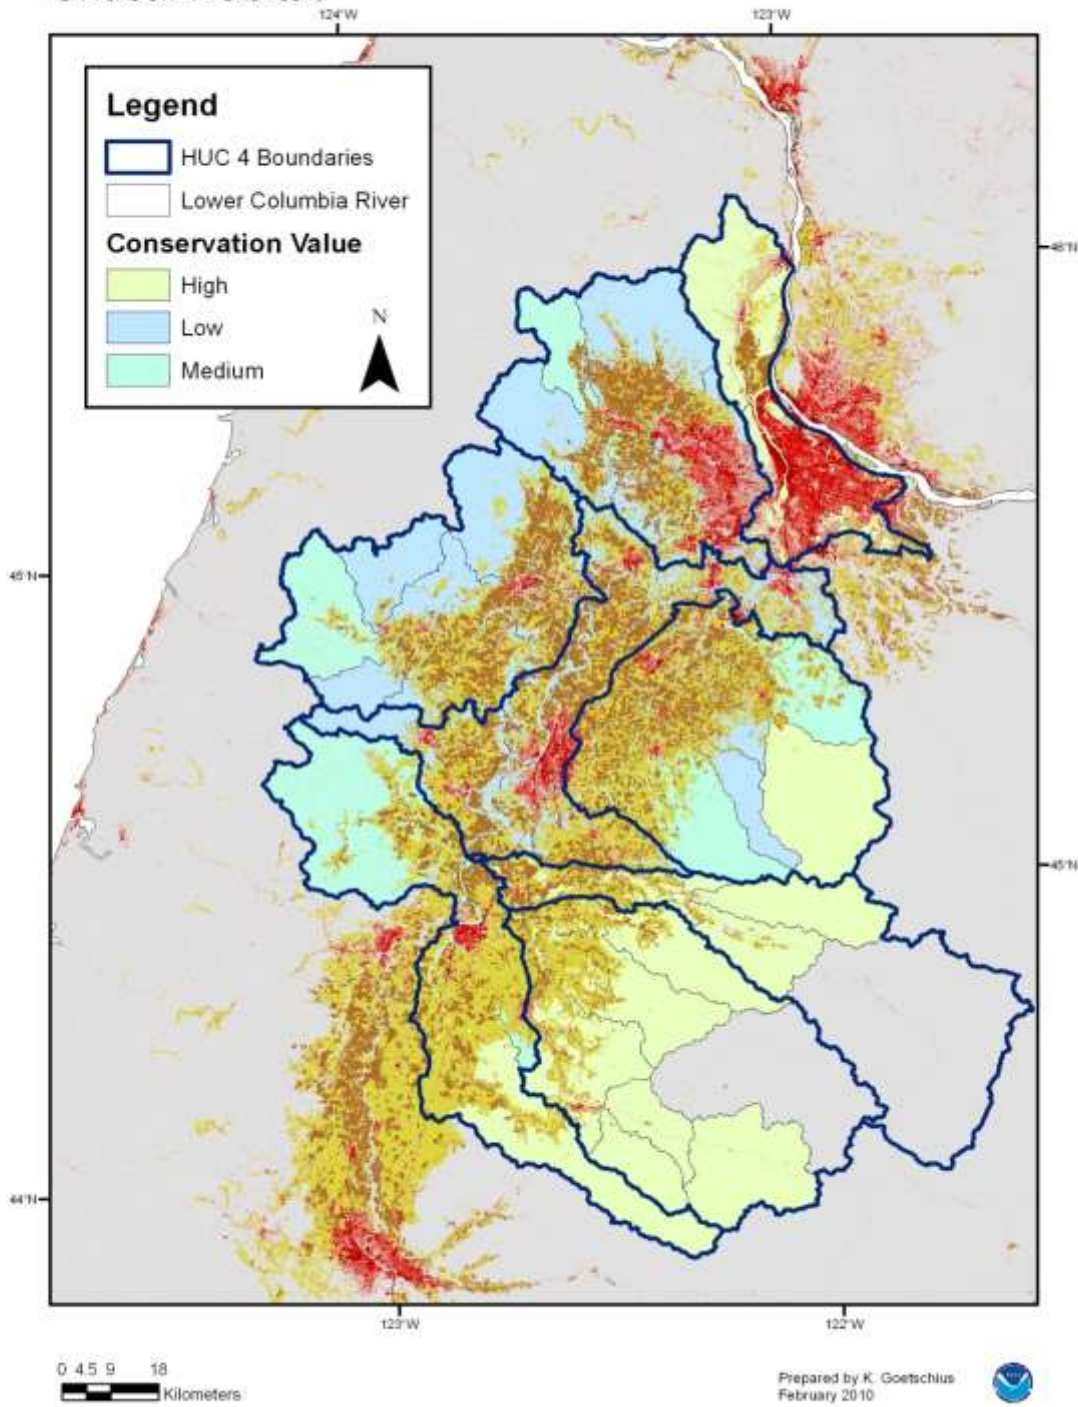 124°W
123°W
Legend
HUC 4 Boundaries
Lower Columbia River
Conservation Value
High
Low
Medium
N
46°N
45°N
45°N
44°N
123°W
122°W
0 4.5 9 18
Kilometers
Prepared by K. Goetschius
February 2010